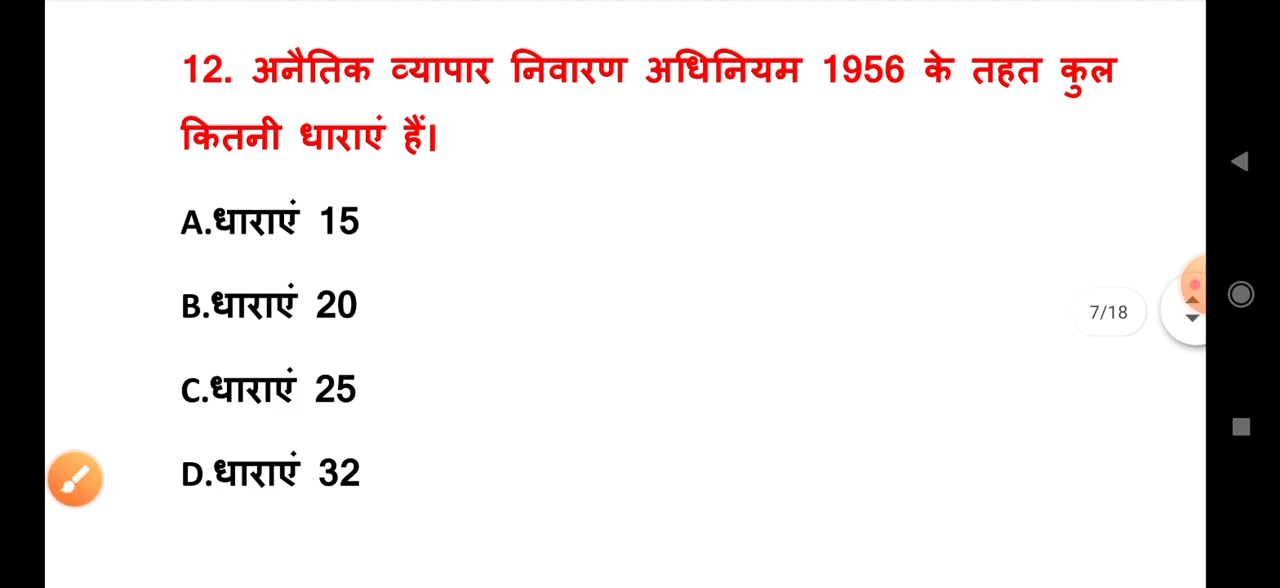 12. अनैतिक व्यापार निवारण अधिनियम 1956 के तहत कुल
कितनी धाराएं हैं।
A.धाराएं 15
B.धाराएं 20
7/18
C.धाराएं 25
D.धाराएं 32